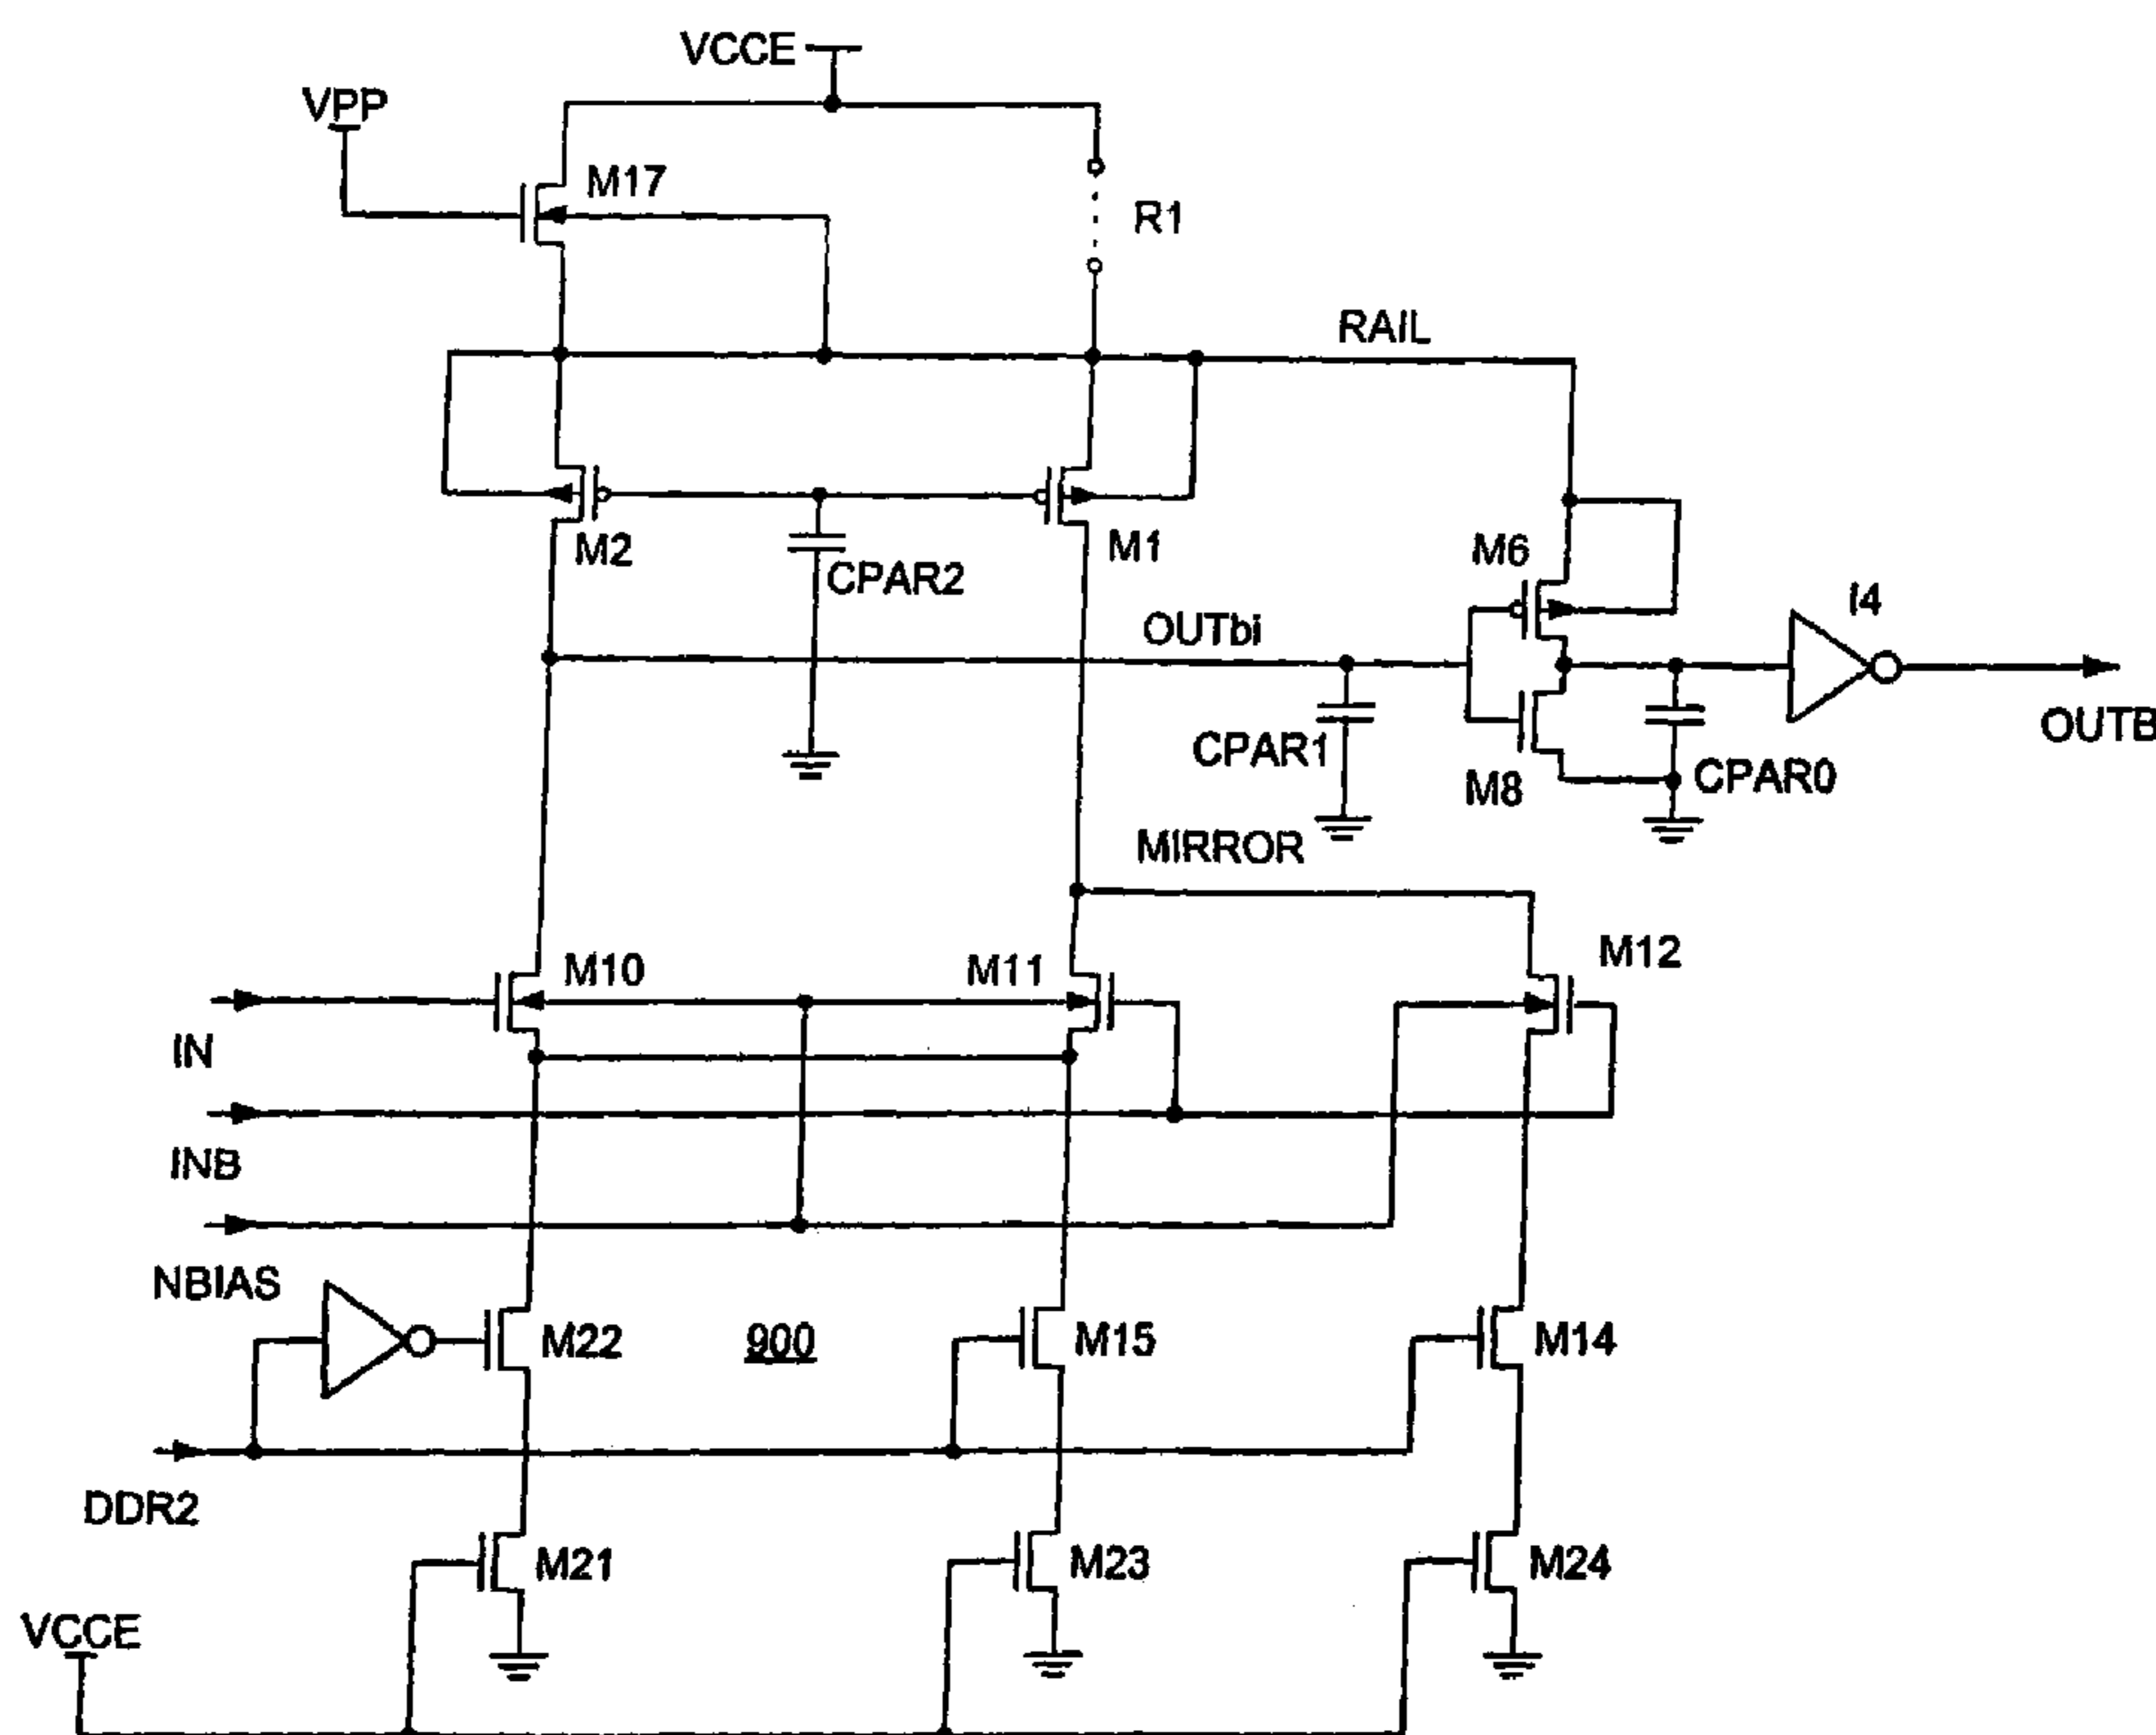 VCCE
VPP
M17
R1
RAIL
M2
CPAR2
M1
M6
I4
OUTbi
CPAR1
M8
CPAR0
OUTB
MIRROR
M10
M11
M12
IN
INB
NBIAS
M22
900
M15
M14
DDR2
M21
M23
M24
VCCE